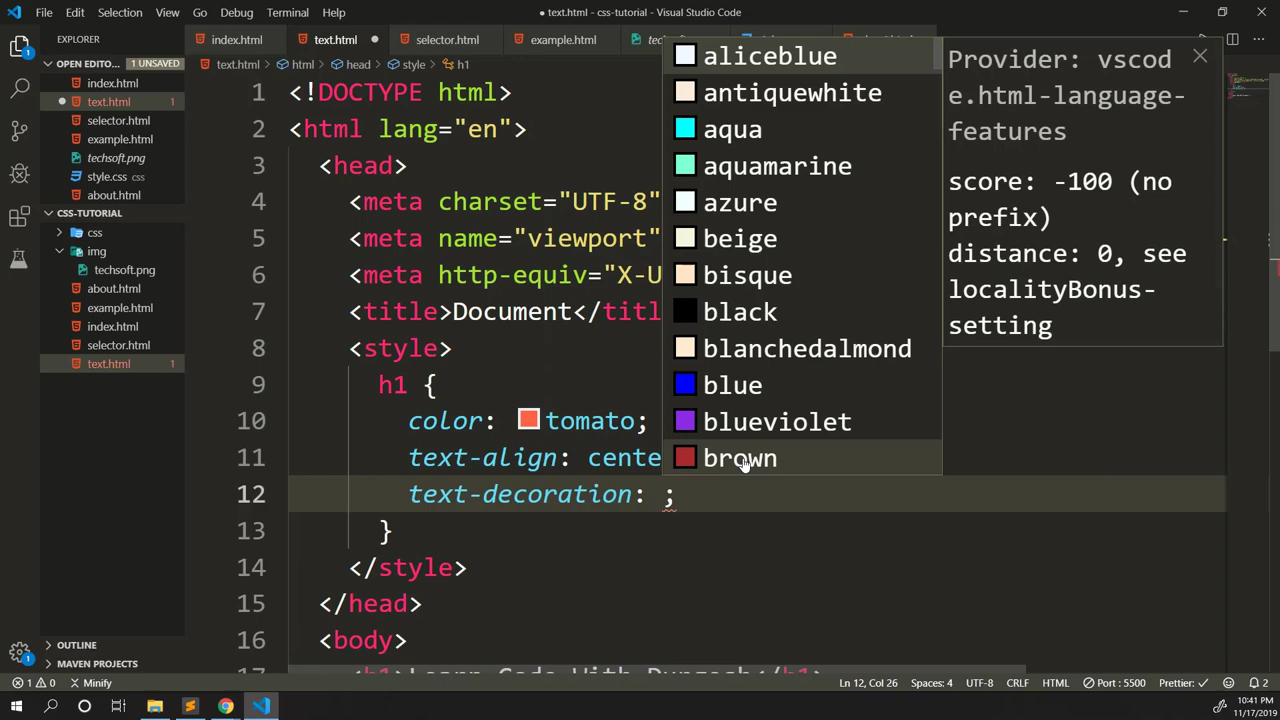 File Edit Selection View Go Debug Terminal Help
● text.html - css-tutorial - Visual Studio Code
EXPLORER
index.html
text.html
selector.html
example.html
OPEN EDITO... 1 UNSAVED
index.html
text.html 1
selector.html
example.html
techsoft.png
style.css
about.html
CSS-TUTORIAL
css
img
techsoft.png
about.html
example.html
index.html
selector.html
text.html 1
OUTLINE
MAVEN PROJECTS
text.html > html > head > style > h1
1 <!DOCTYPE html>
2 <html lang="en">
3 <head>
4 <meta charset="UTF-8"
5 <meta name="viewport"
6 <meta http-equiv="X-U
7 <title>Document</titl
8 <style>
9 h1 {
10 color: tomato;
11 text-align: cente
12 text-decoration: ;
13 }
14 </style>
15 </head>
16 <body>
17
aliceblue
antiquewhite
aqua
aquamarine
azure
beige
bisque
black
blanchedalmond
blue
blueviolet
brown
Provider: vscod
e.html-language-
features
score: -100 (no
prefix)
distance: 0, see
localityBonus-
setting
1 0 Minify
Ln 12, Col 26 Spaces: 4 UTF-8 CRLF HTML Port : 5500 Prettier: ✓ 2
10:41 PM
11/17/2019